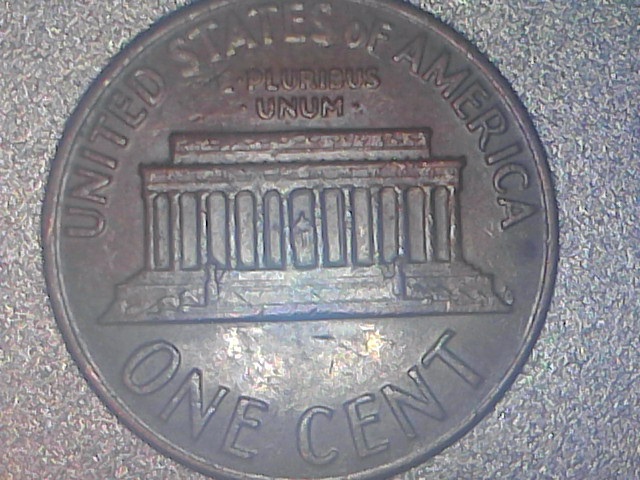 UNITED STATES OF AMERICA
PLURIBUS
UNUM
ONE CENT